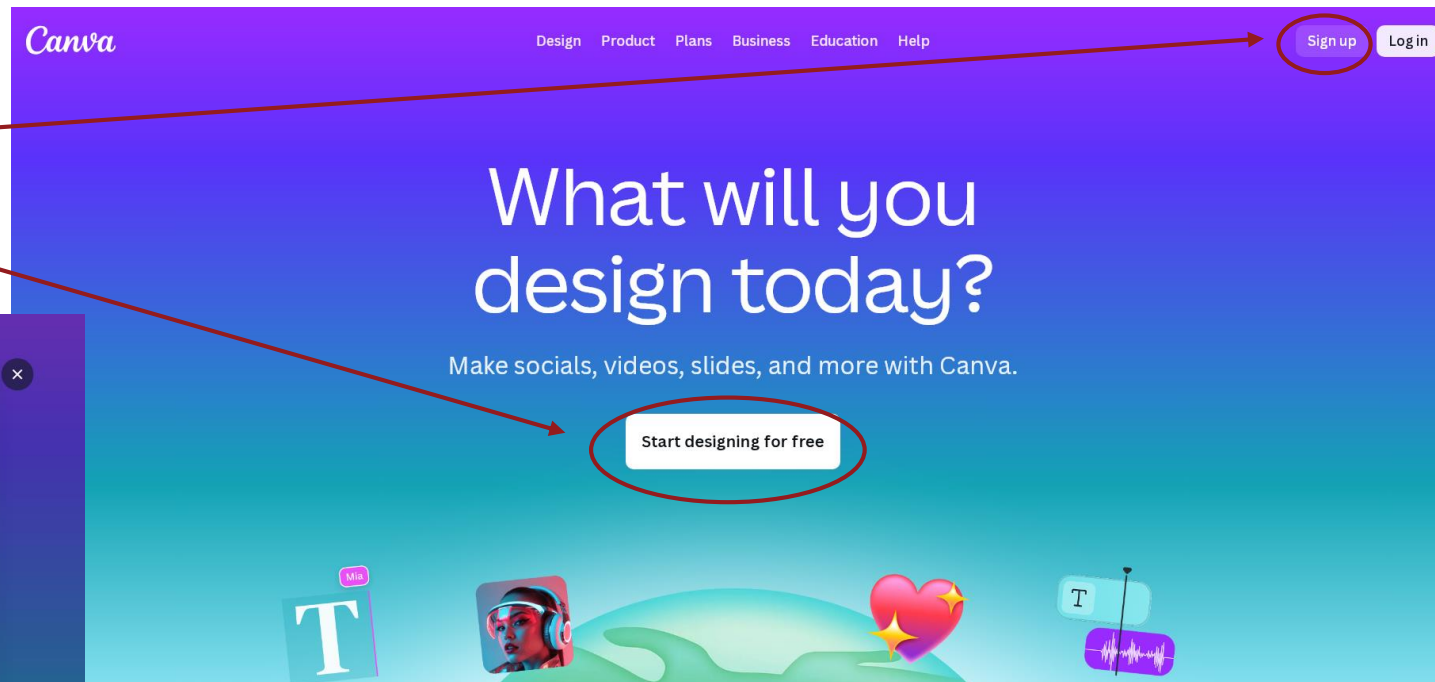 Canva
Design Product Plans Business Education Help
Sign up
Log in
What will you
design today?
Make socials, videos, slides, and more with Canva.
Start designing for free
Mia
T
T